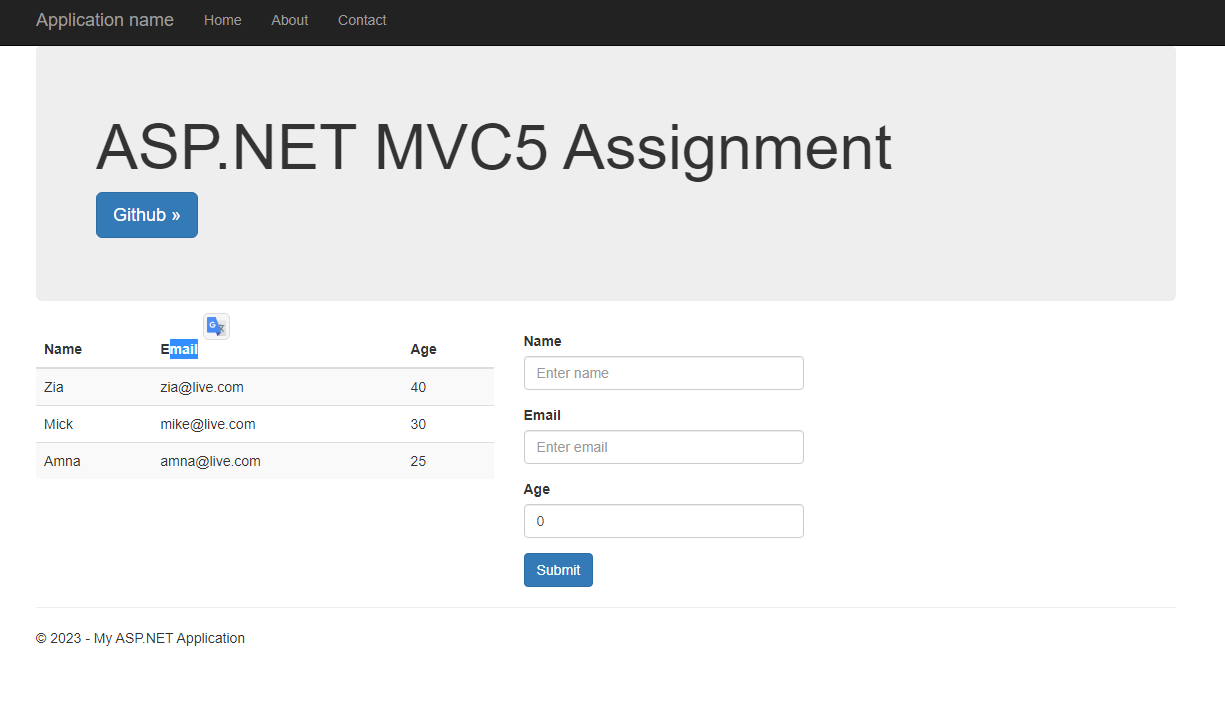 Application name Home About Contact
ASP.NET MVC5 Assignment
Github »
Name Email Age
Zia zia@live.com 40
Mick mike@live.com 30
Amna amna@live.com 25
Name
Enter name
Email
Enter email
Age
0
Submit
© 2023 - My ASP.NET Application